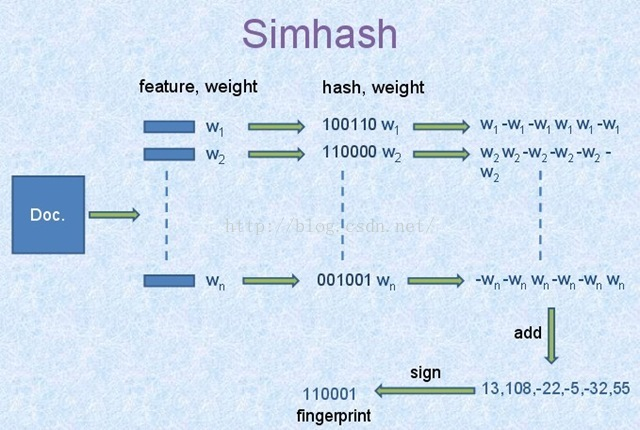 Simhash
feature, weight
hash, weight
w1
100110 w1
w1 -w1 -w1 w1 w1 -w1
w2
110000 w2
w2 w2 -w2 -w2 -w2 -
w2
Doc.
http://blog.csdn.net/
wn
001001 wn
-wn -wn wn -wn -wn wn
add
sign
13,108,-22,-5,-32,55
110001
fingerprint